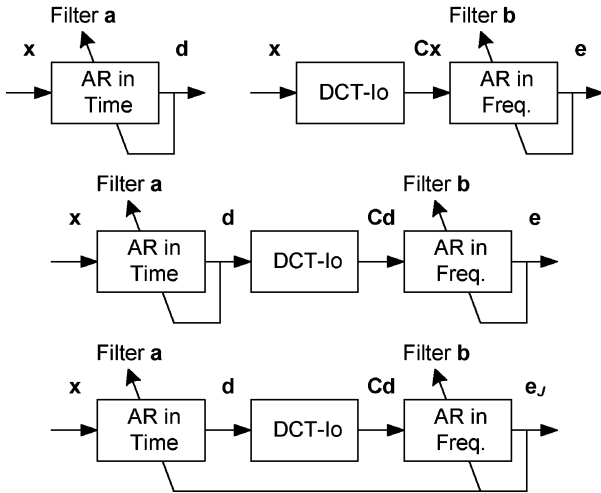 Filter a
x
AR in
Time
d
x
DCT-Io
Cx
Filter b
AR in
Freq.
e
Filter a
x
AR in
Time
d
DCT-Io
Cd
Filter b
AR in
Freq.
e
Filter a
x
AR in
Time
d
DCT-Io
Cd
Filter b
AR in
Freq.
eJ